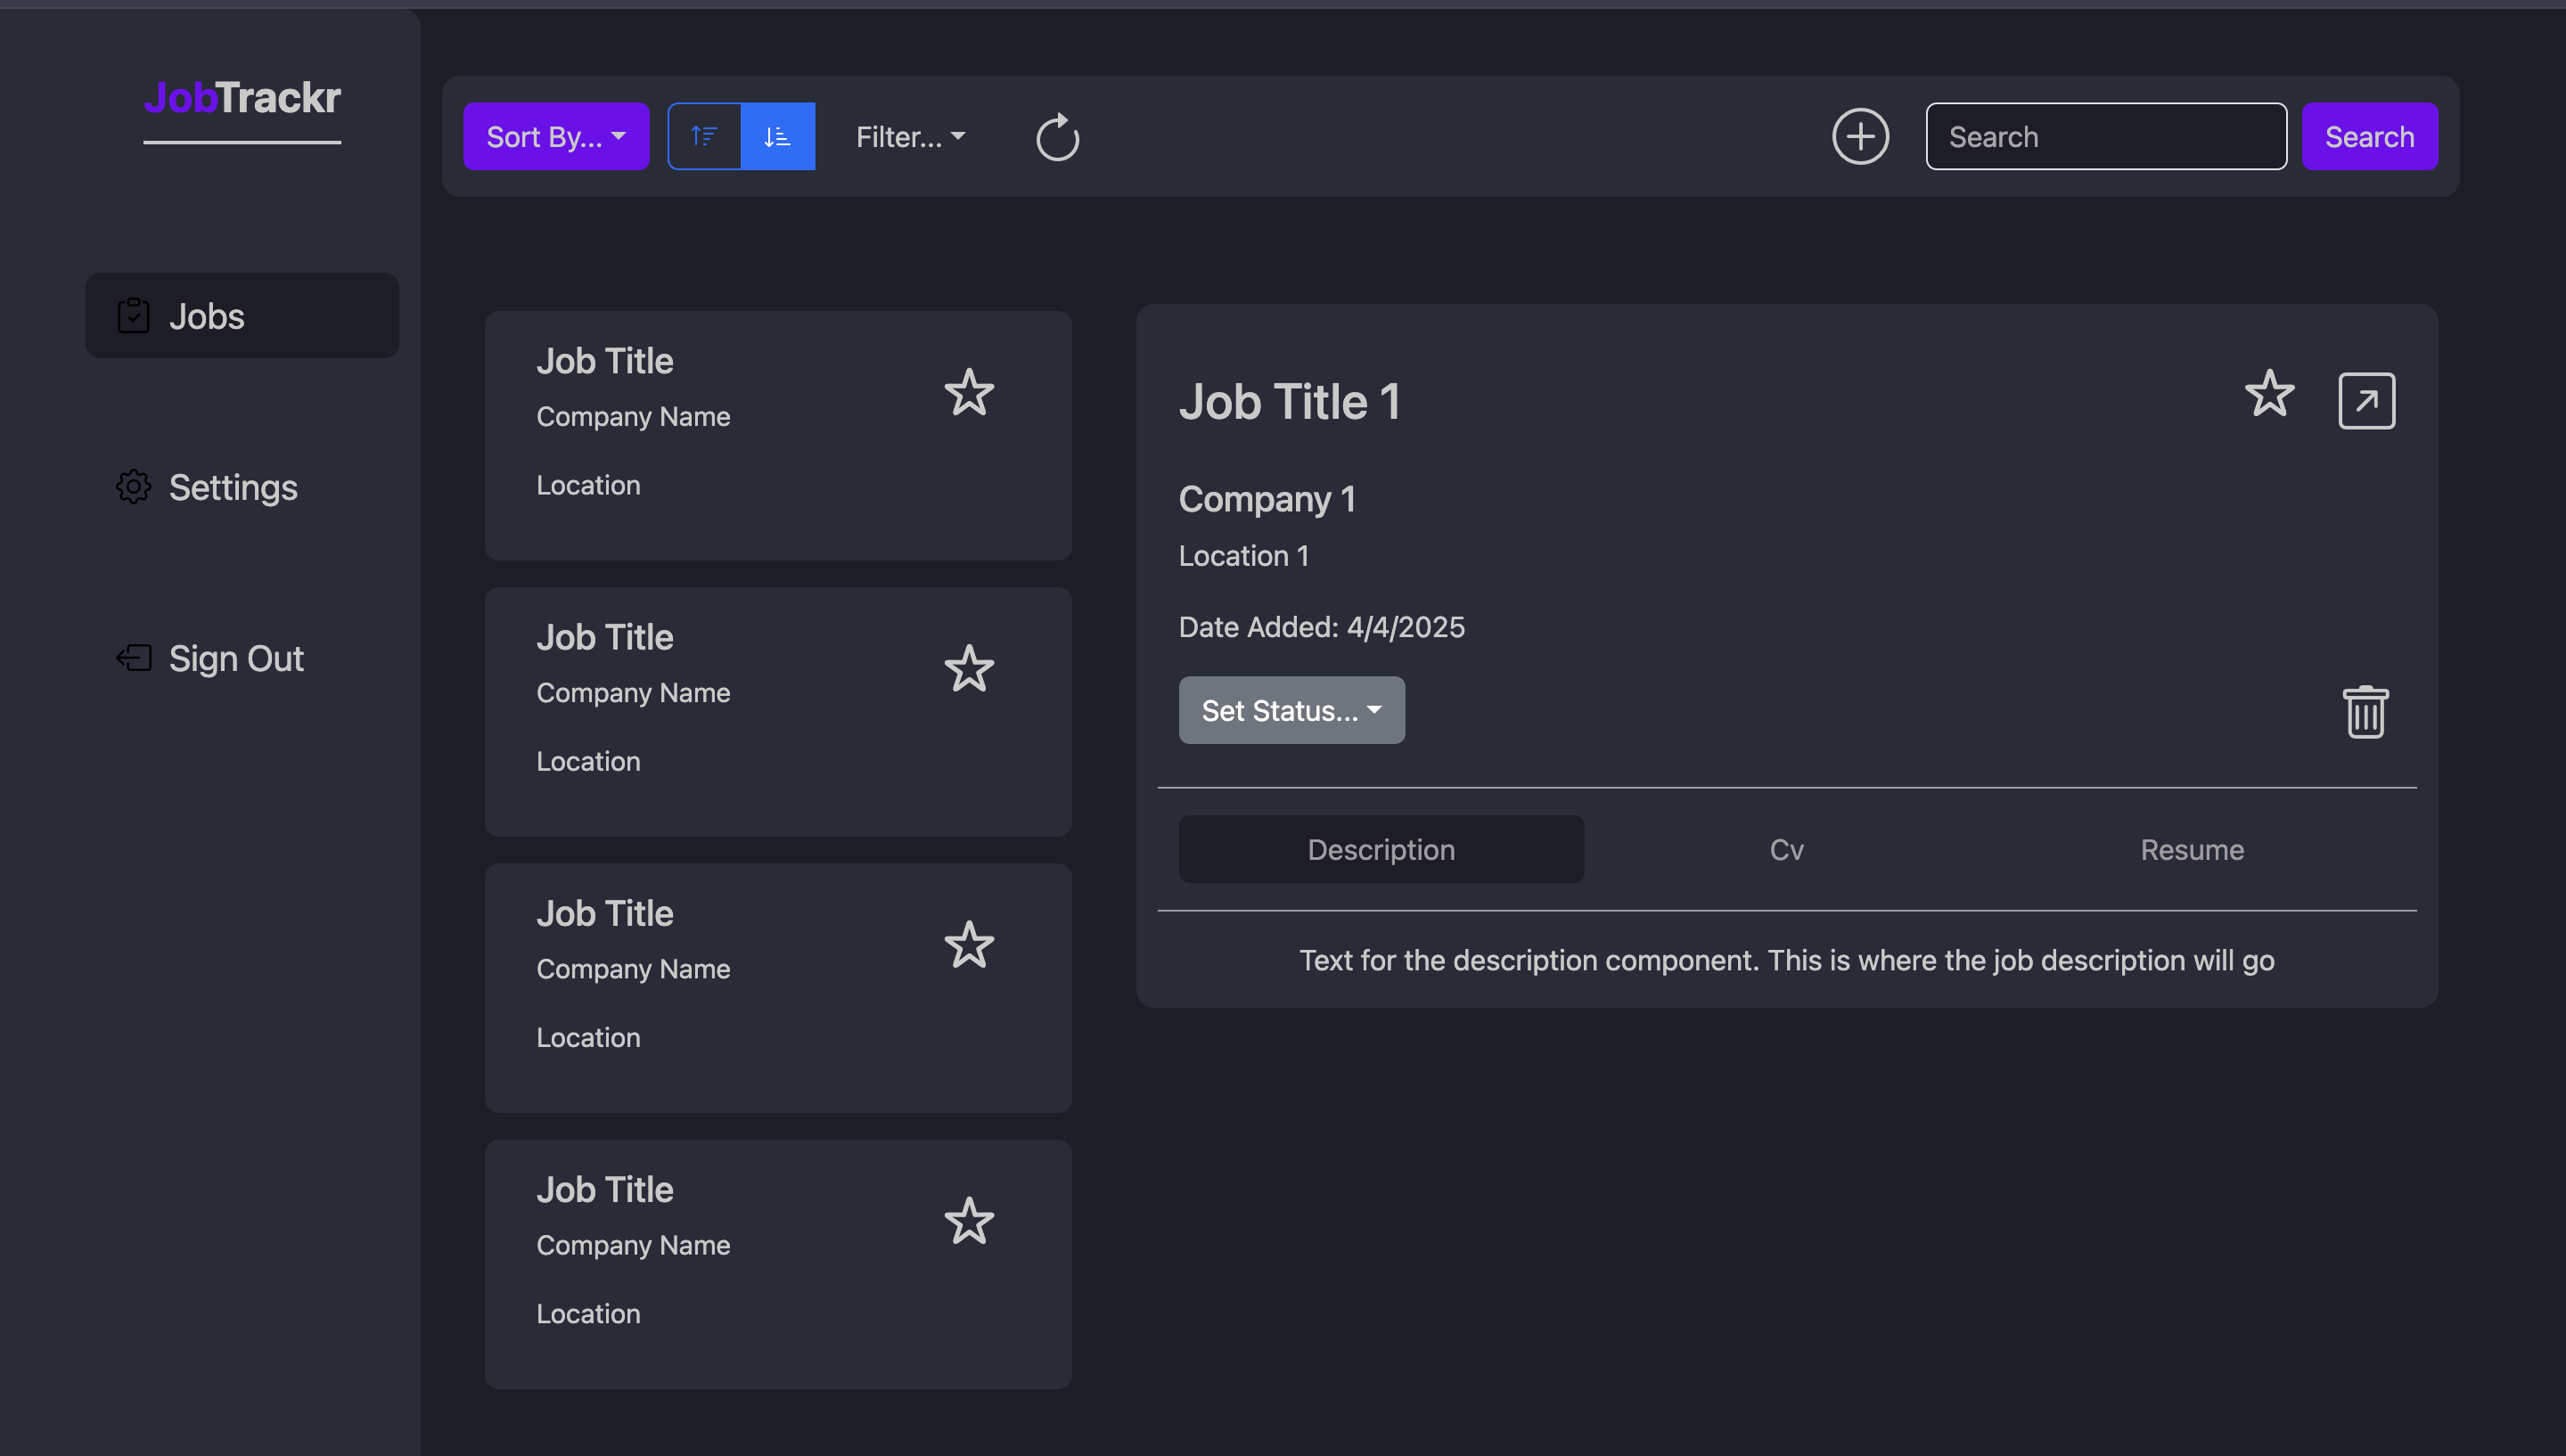 JobTrackr
Sort By...
Filter...
Search
Search
Jobs
Settings
Sign Out
Job Title
Company Name
Location
Job Title
Company Name
Location
Job Title
Company Name
Location
Job Title
Company Name
Location
Job Title 1
Company 1
Location 1
Date Added: 4/4/2025
Set Status...
Description
Cv
Resume
Text for the description component. This is where the job description will go